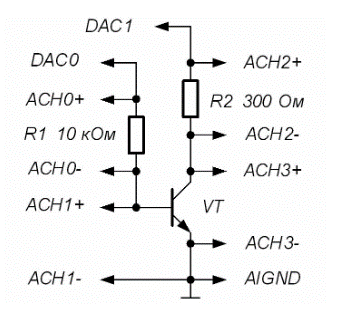 DAC1
DAC0
ACH2+
ACH0+
R2 300 Ом
R1 10 кОм
ACH2-
ACH0-
ACH3+
ACH1+
VT
ACH3-
ACH1-
AIGND